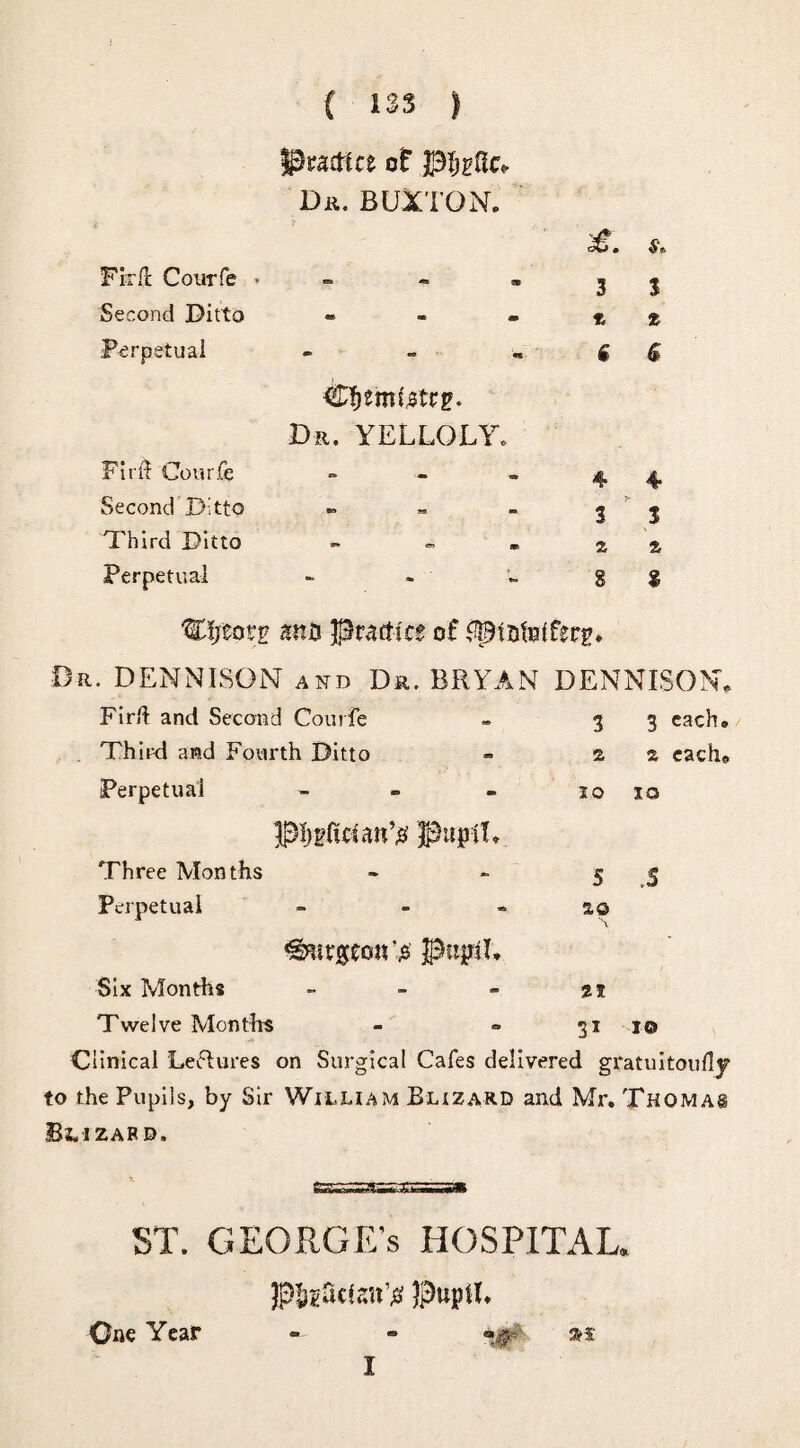 ( 133 )
Practice of Physic.
Dr. BUXTON.
£. s.
Firſt Courſe - - - 3 3
Second Ditto - - - 2 2
Perpetual - - - 6 6
Chemistry.
Dr. YELLOLY.
Firſt Courſe - - - 4 4
Second Ditto - - - 3 3
Third Ditto - - - 2 2
Perpetual - - - 8 8
Theory and Practice of Midwifery.
Dr. DENNISON and Dr. BRYAN DENNISON.
Firſt and Second Courſe - 3 3 each.
Third and Fourth Ditto - 2 2 each.
Perpetual - - - 10 10
Phyſician's Pupil.
Three Months - - 5 5
Perpetual - - - 20
Surgeon's Pupil.
Six Months - - - 21
Twelve Months - - 31 10
Clinical Lectures on Surgical Caſes delivered gratuitouſly
to the Pupils, by Sir William Blizard and Mr. Thomas
Blizard.
ST. GEORGE's HOSPITAL.
Phyſician's Pupil.
One Year - - - 21
I